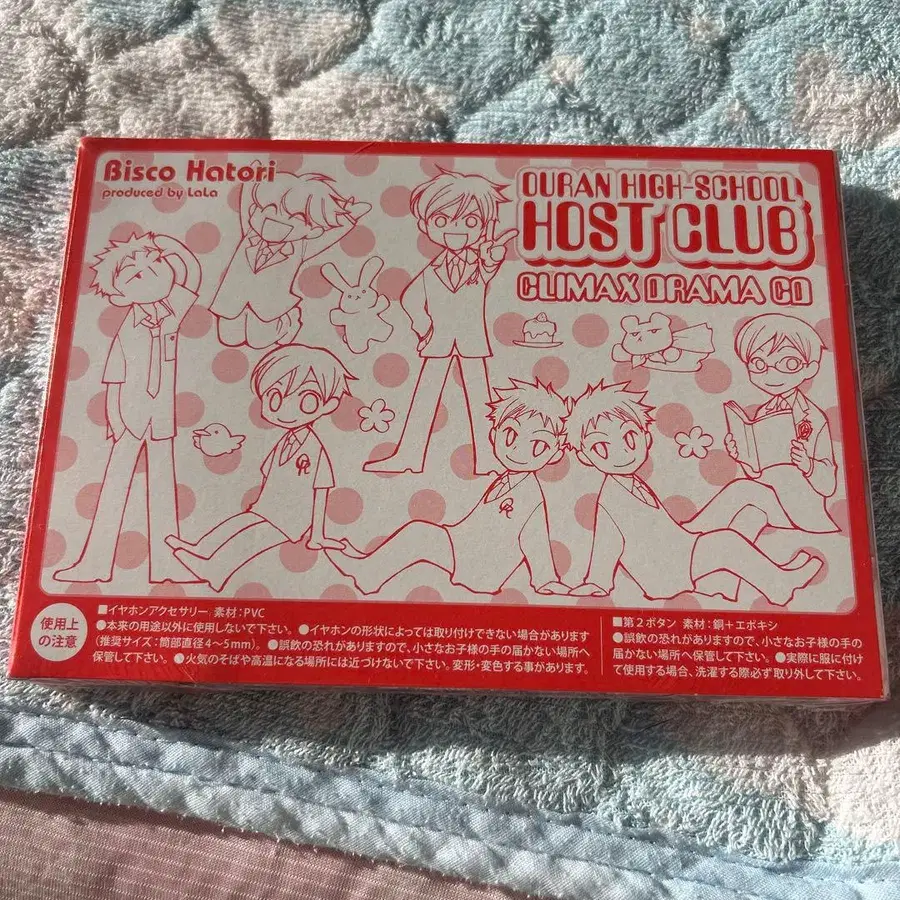 Bisco Hatori
produced by LaLa
OURAN HIGH-SCHOOL
HOST CLUB
CLIMAX DRAMA CD
使用上
の注意
■イヤホンアクセサリー 素材:PVC
●本来の用途以外に使用しないで下さい。●イヤホンの形状によっては取り付けできない場合があります
(推奨サイズ:筒部直径4~5mm)。●誤飲の恐れがありますので、小さなお子様の手の届かない場所へ
保管して下さい。●火気のそばや高温になる場所には近づけないで下さい。変形・変色する事があります。
■第2ボタン 素材:銅+エポキシ
●誤飲の恐れがありますので、小さなお子様の手の
届かない場所へ保管して下さい。●実際に服に付け
て使用する場合、洗濯する際必ず取り外して下さい。